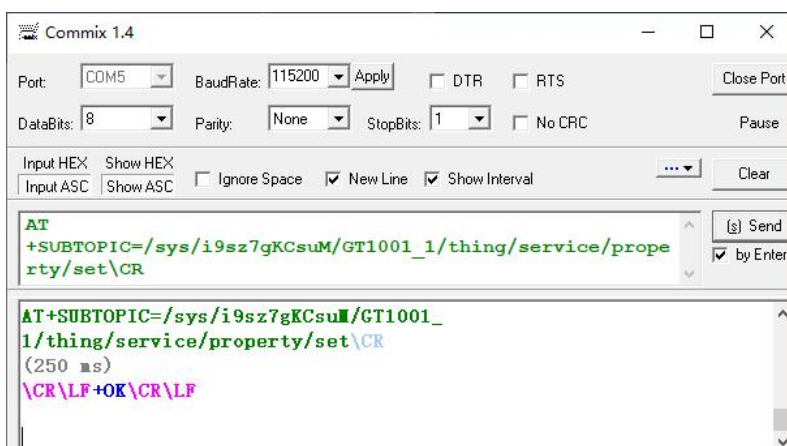 Commix 1.4
Port: COM5 BaudRate: 115200 Apply DTR RTS Close Port
DataBits: 8 Parity: None StopBits: 1 No CRC Pause
Input HEX Show HEX
Input ASC Show ASC Ignore Space New Line Show Interval ... Clear
AT
+SUBTOPIC=/sys/i9sz7gKCsuM/GT1001_1/thing/service/prope
rty/set\CR
(s) Send
by Enter
AT+SUBTOPIC=/sys/i9sz7gKCsuM/GT1001_
1/thing/service/property/set\CR
(250 ms)
\CR\LF+OK\CR\LF